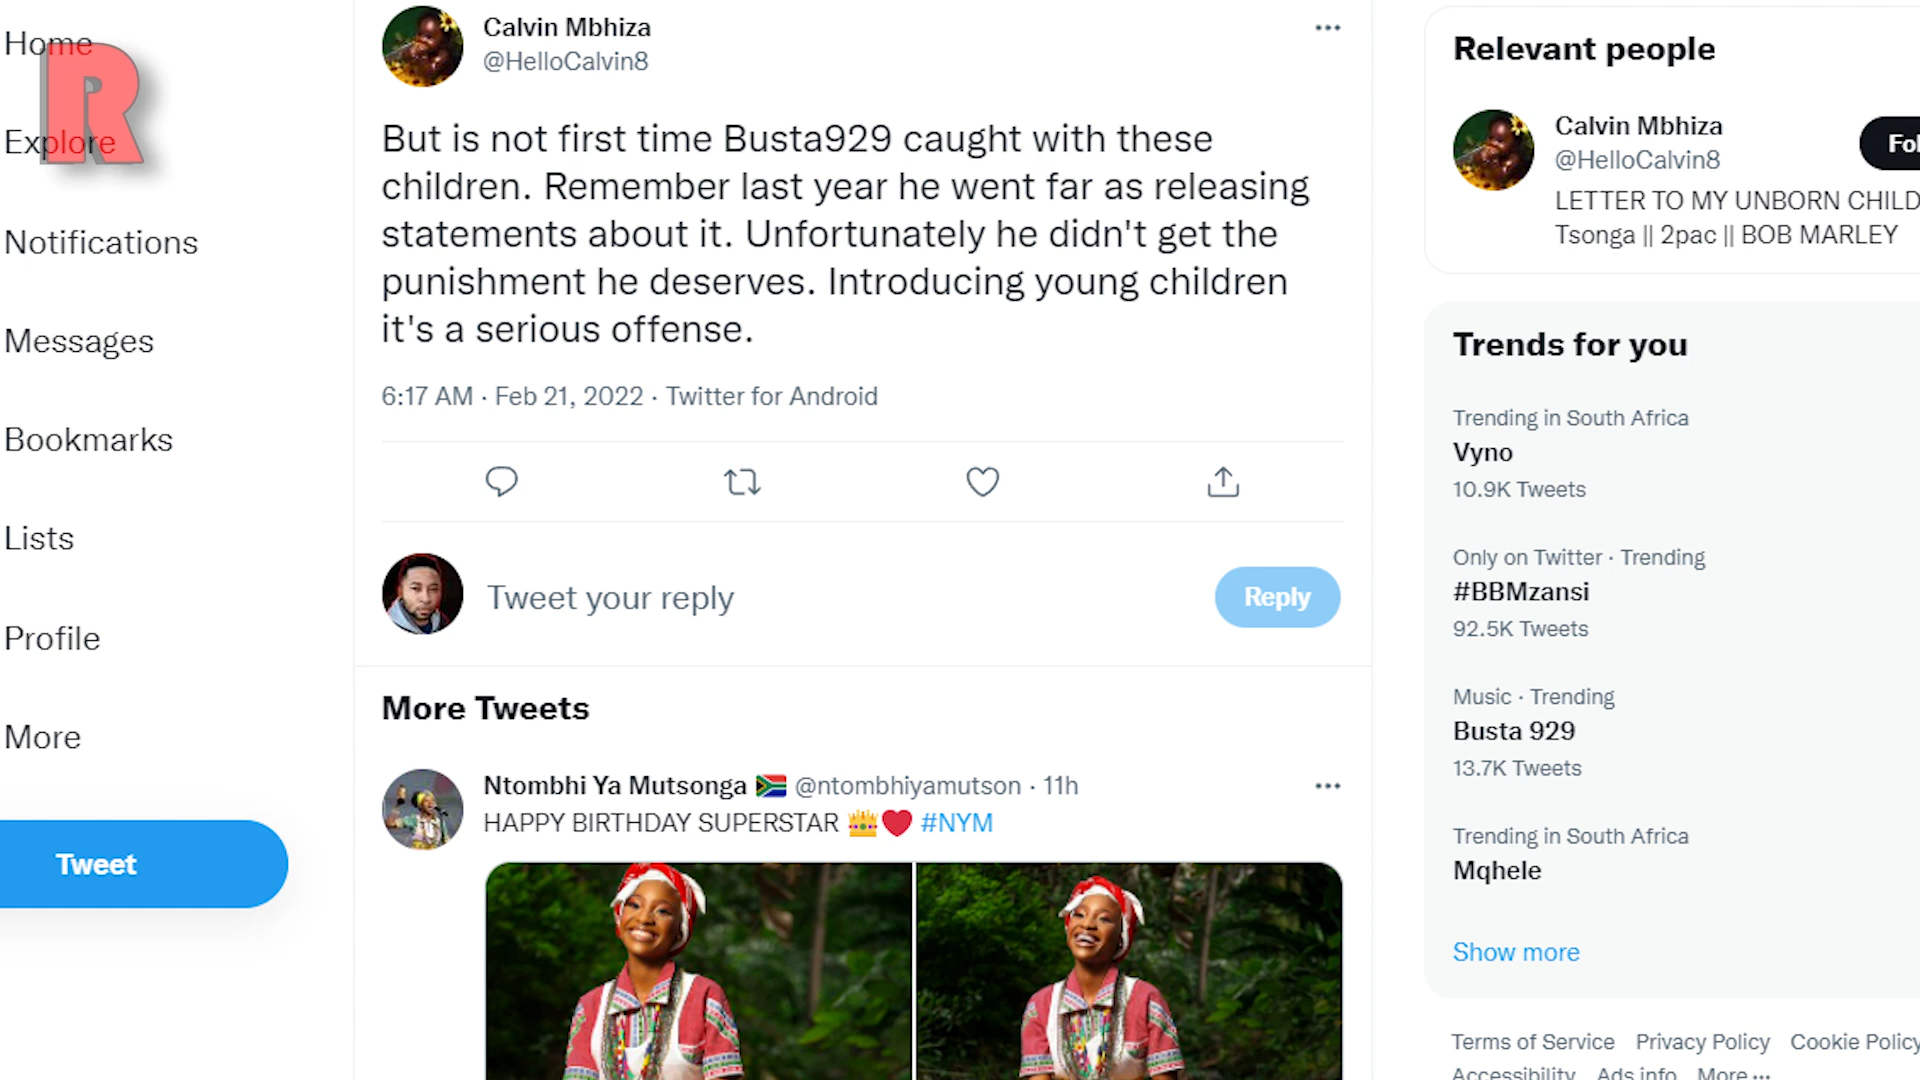 Home
R
Explore
Notifications
Messages
Bookmarks
Lists
Profile
More
Tweet
Calvin Mbhiza
@HelloCalvin8
But is not first time Busta929 caught with these
children. Remember last year he went far as releasing
statements about it. Unfortunately he didn't get the
punishment he deserves. Introducing young children
it's a serious offense.
6:17 AM · Feb 21, 2022 · Twitter for Android
Tweet your reply
Reply
More Tweets
Ntombhi Ya Mutsonga 🇿🇦 @ntombhiyamutson · 11h
HAPPY BIRTHDAY SUPERSTAR 👑❤️ #NYM
Relevant people
Calvin Mbhiza
@HelloCalvin8
Fol
LETTER TO MY UNBORN CHILD
Tsonga || 2pac || BOB MARLEY
Trends for you
Trending in South Africa
Vyno
10.9K Tweets
Only on Twitter · Trending
#BBMzansi
92.5K Tweets
Music · Trending
Busta 929
13.7K Tweets
Trending in South Africa
Mqhele
Show more
Terms of Service Privacy Policy Cookie Policy
Accessibility Ads info More ···